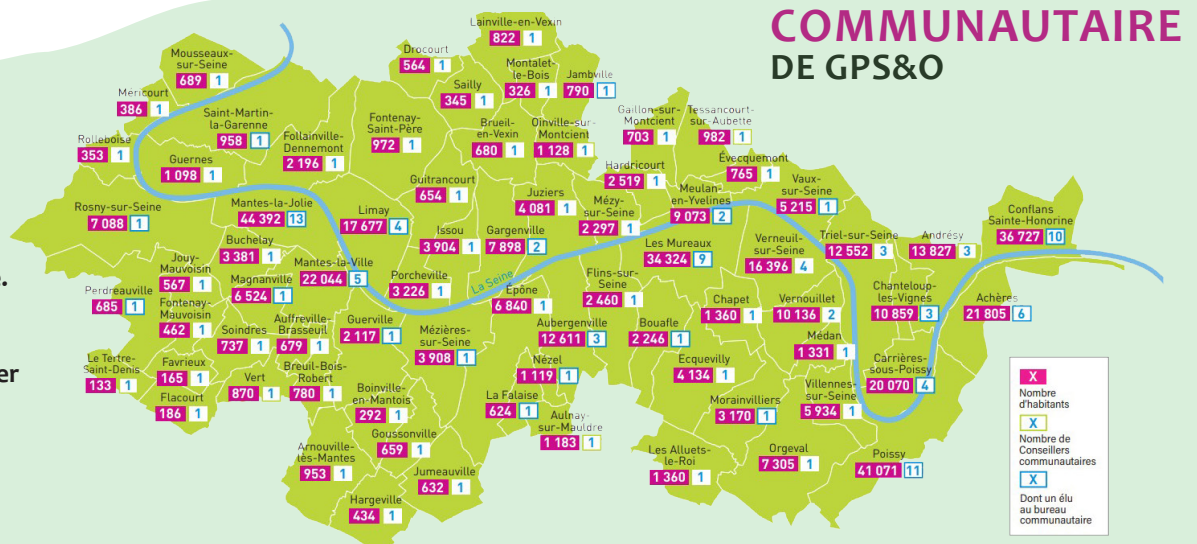 COMMUNAUTAIRE
DE GPS&O
Lainville-en-Vexin
822 1
Drocourt
564 1
Mousseaux-
sur-Seine
689 1
Montalet-
le-Bois
326 1
Jambville
790 1
Sailly
345 1
Méricourt
386 1
Saint-Martin-
la-Garenne
958 1
Fontenay-
Saint-Père
972 1
Brueil-
en-Vexin
680 1
Oinville-sur-
Montcient
1 128 1
Gaillon-sur-
Montcient
703 1
Tessancourt-
sur-Aubette
982 1
Rolleboise
353 1
Follainville-
Dennemont
2 196 1
Guernes
1 098 1
Évecquemont
765 1
Hardricourt
2 519 1
Guitrancourt
654 1
Vaux-
sur-Seine
5 215 1
Meulan-
en-Yvelines
9 073 2
Juziers
4 081 1
Mézy-
sur-Seine
2 297 1
Rosny-sur-Seine
7 088 1
Mantes-la-Jolie
44 392 13
Limay
17 677 4
Issou
3 904 1
Gargenville
7 898 2
Conflans
Sainte-Honorine
36 727 10
Triel-sur-Seine
12 552 3
Andrésy
13 827 3
Les Mureaux
34 324 9
Verneuil-
sur-Seine
16 396 4
Buchelay
3 381 1
Mantes-la-Ville
22 044 5
Jouy-
Mauvoisin
567 1
Magnanville
6 524 1
Porcheville
3 226 1
La Seine
Épône
6 840 1
Flins-sur-
Seine
2 460 1
Perdreauville
685 1
Fontenay-
Mauvoisin
462 1
Chapet
1 360 1
Vernouillet
10 136 2
Chanteloup-
les-Vignes
10 859 3
Achères
21 805 6
Soindres
737 1
Auffreville-
Brasseuil
679 1
Guerville
2 117 1
Mézières-
sur-Seine
3 908 1
Aubergenville
12 611 3
Bouafle
2 246 1
Médan
1 331 1
Le Tertre-
Saint-Denis
133 1
Favrieux
165 1
Flacourt
186 1
Vert
870 1
Breuil-Bois-
Robert
780 1
Nézel
1 119 1
Ecquevilly
4 134 1
Carrières-
sous-Poissy
20 070 4
Boinville-
en-Mantois
292 1
La Falaise
624 1
Morainvilliers
3 170 1
Villennes-
sur-Seine
5 934 1
Aulnay-
sur-Mauldre
1 183 1
Goussonville
659 1
Arnouville-
lès-Mantes
953 1
Jumeauville
632 1
Les Alluets-
le-Roi
1 360 1
Orgeval
7 305 1
Poissy
41 071 11
Hargeville
434 1
e.
er
X
Nombre
d'habitants
X
Nombre de
Conseillers
communautaires
X
Dont un élu
au bureau
communautaire